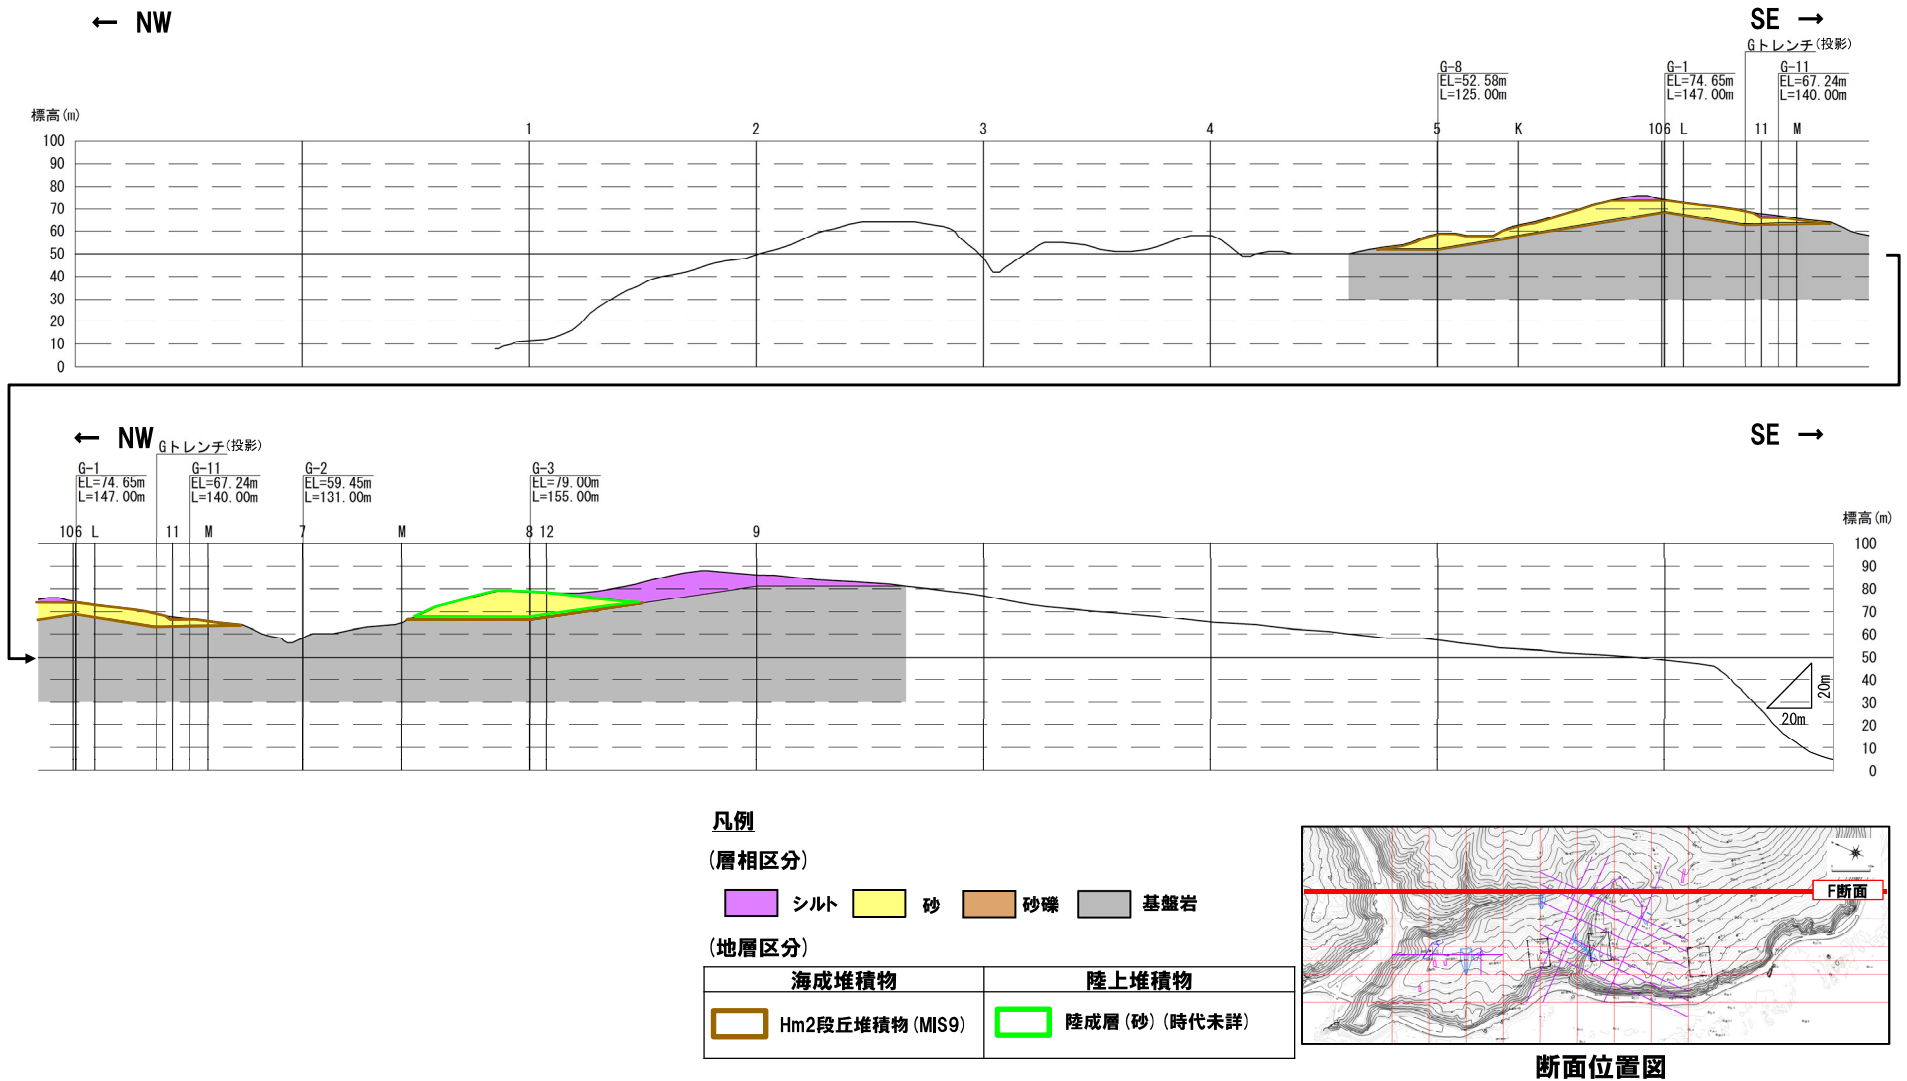 ← NW
SE →
Gトレンチ(投影)
G-8
EL=52.58m
L=125.00m
G-1
EL=74.65m
L=147.00m
G-11
EL=67.24m
L=140.00m
標高(m)
1 2 3 4 5 K 106 L 11 M
100
90
80
70
60
50
40
30
20
10
0
← NW
Gトレンチ(投影)
SE →
G-1
EL=74.65m
L=147.00m
G-11
EL=67.24m
L=140.00m
G-2
EL=59.45m
L=131.00m
G-3
EL=79.00m
L=155.00m
標高(m)
106 L 11 M 7 M 8 12 9
100
90
80
70
60
50
40
30
20
10
0
20m
20m
凡例
(層相区分)
シルト 砂 砂礫 基盤岩
(地層区分)
海成堆積物 陸上堆積物
Hm2段丘堆積物(MIS9) 陸成層(砂)(時代未詳)
F断面
断面位置図